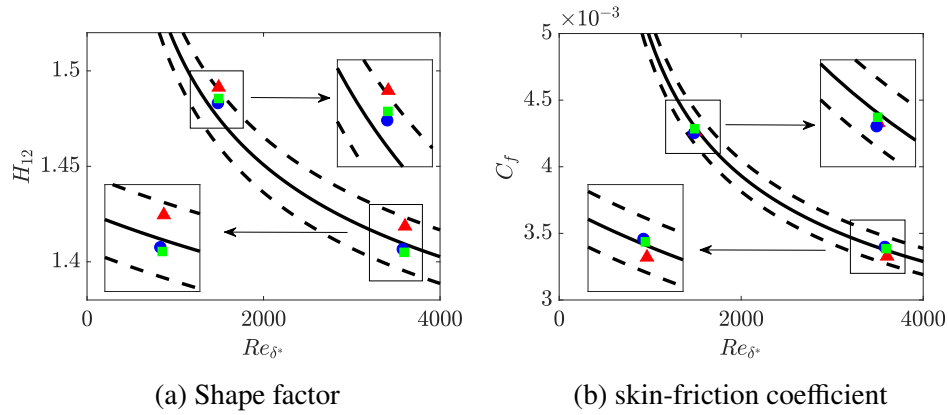 1.5
1.45
1.4
H₁₂
0
2000
4000
Re_δ*
(a) Shape factor
×10⁻³
5
4.5
4
3.5
3
C_f
0
2000
4000
Re_δ*
(b) skin-friction coefficient